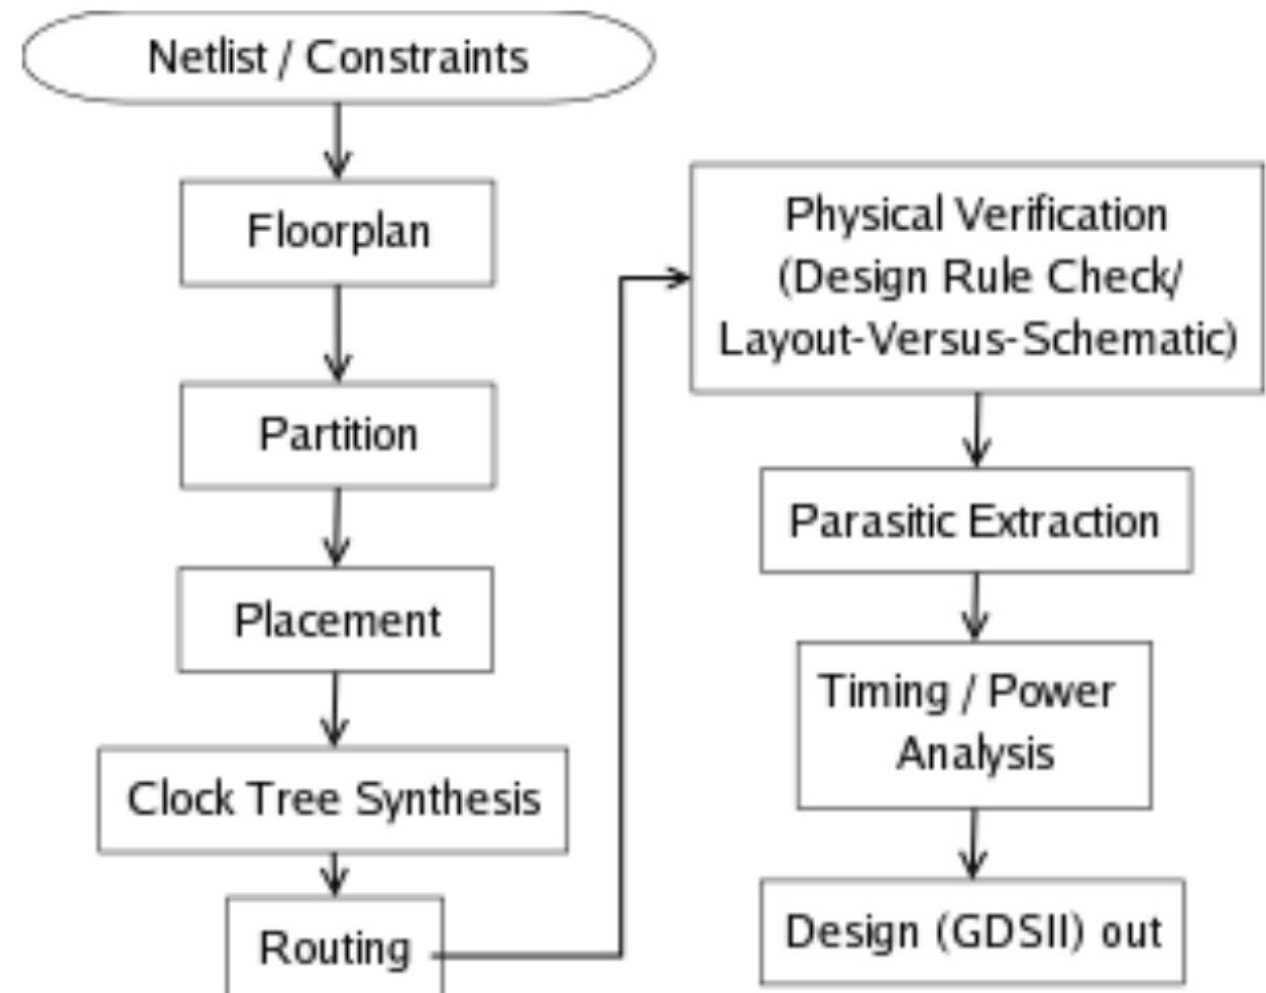 Netlist / Constraints
Floorplan
Partition
Placement
Clock Tree Synthesis
Routing
Physical Verification
(Design Rule Check/
Layout-Versus-Schematic)
Parasitic Extraction
Timing / Power
Analysis
Design (GDSII) out